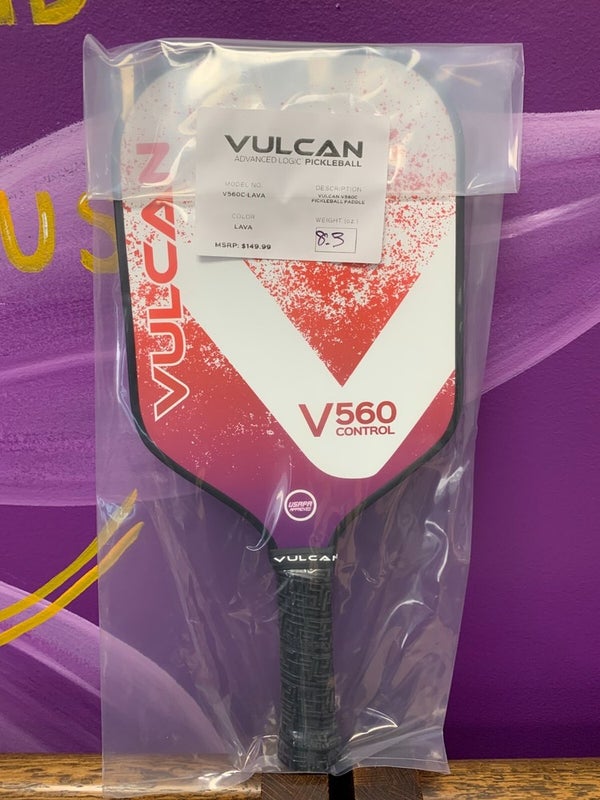 VULCAN
ADVANCED LOGIC PICKLEBALL
MODEL NO.
V560C-LAVA
DESCRIPTION
VULCAN V560C
PICKLEBALL PADDLE
COLOR
LAVA
WEIGHT (oz.)
8.3
MSRP: $149.99
VULCAN
V560
CONTROL
USAPA
APPROVED
VULCAN
US